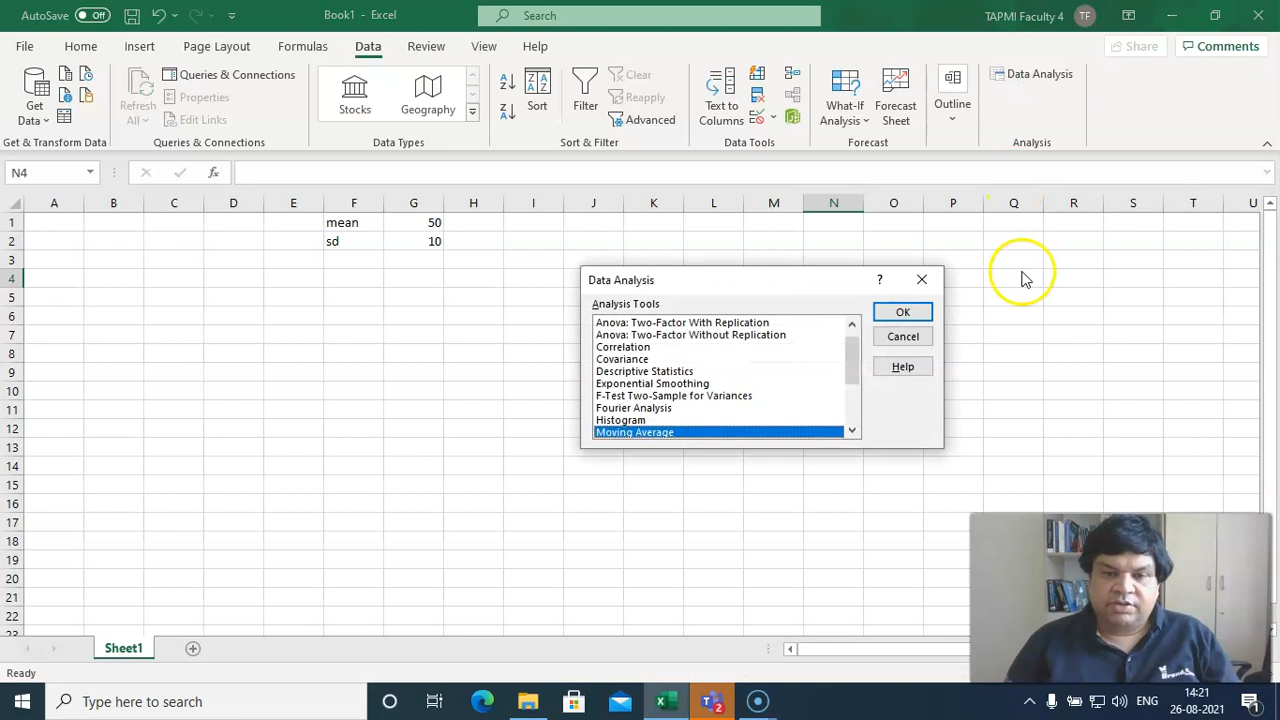 AutoSave Off Book1 - Excel Search TAPMI Faculty 4 TF
File Home Insert Page Layout Formulas Data Review View Help Share Comments
Get Data
Refresh All
Queries & Connections
Properties
Edit Links
Stocks
Geography
Sort
Filter
Clear
Reapply
Advanced
Text to Columns
What-If Analysis
Forecast Sheet
Outline
Data Analysis
Get & Transform Data Queries & Connections Data Types Sort & Filter Data Tools Forecast Analysis
N4 fx
A B C D E F G H I J K L M N O P Q R S T U
1 mean 50
2 sd 10
3
4
5
6
7
8
9
10
11
12
13
14
15
16
17
18
19
20
21
22
23
Data Analysis ?
Analysis Tools
Anova: Two-Factor With Replication
Anova: Two-Factor Without Replication
Correlation
Covariance
Descriptive Statistics
Exponential Smoothing
F-Test Two-Sample for Variances
Fourier Analysis
Histogram
Moving Average
OK
Cancel
Help
Sheet1
Ready
Type here to search
2
ENG
14:21
26-08-2021
1